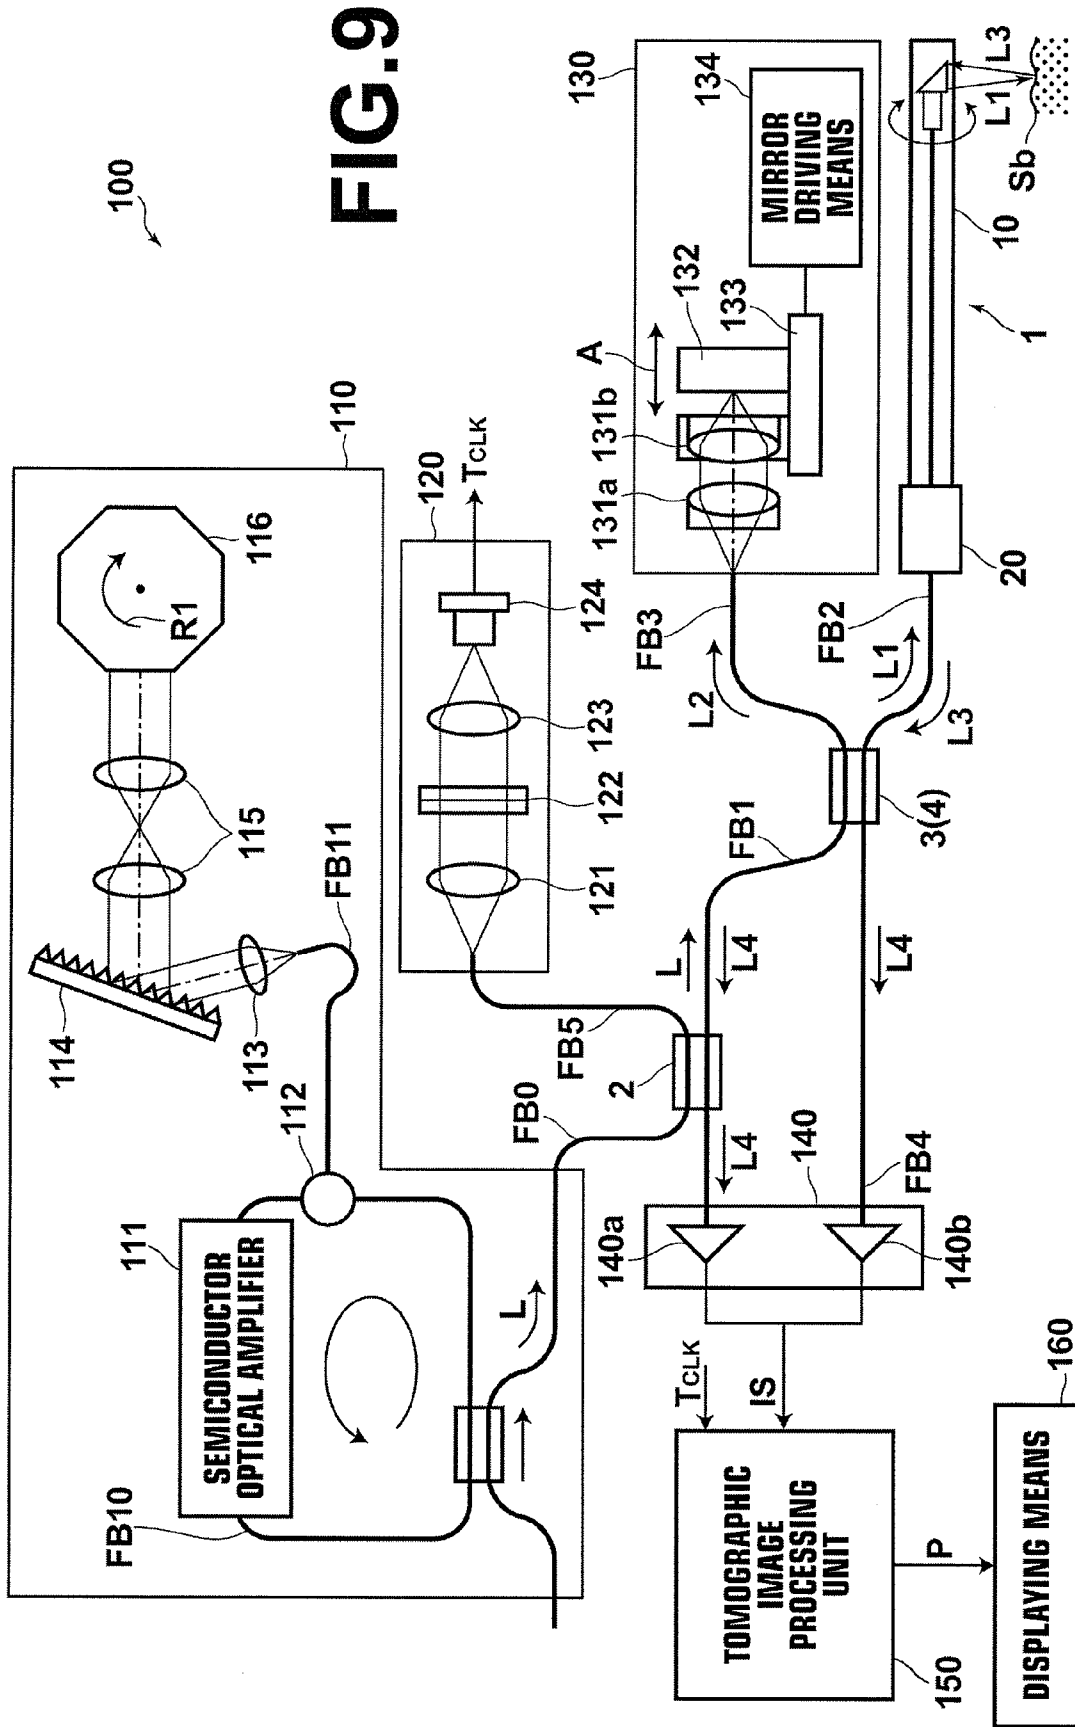 FIG.9
100
110
116
R1
115
FB11
114
113
112
111
SEMICONDUCTOR
OPTICAL AMPLIFIER
FB10
L
FB0
120
TCLK
124
123
122
121
FB5
2
130
134
MIRROR
DRIVING
MEANS
A
132
133
131b
131a
FB3
L2
FB2
L1
L3
20
10
1
Sb
L1
L3
3(4)
FB1
L
L4
L4
L4
FB4
140
140a
140b
TCLK
IS
TOMOGRAPHIC
IMAGE
PROCESSING
UNIT
150
P
160
DISPLAYING MEANS